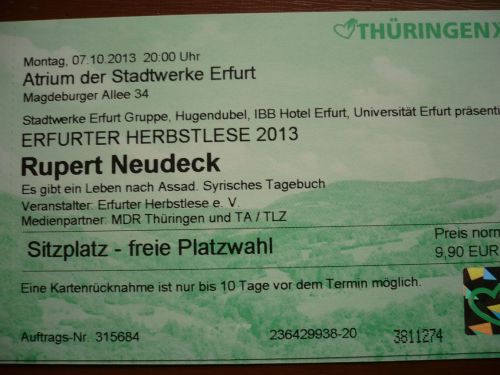 THÜRINGEN
Montag, 07.10.2013 20:00 Uhr
Atrium der Stadtwerke Erfurt
Magdeburger Allee 34
Stadtwerke Erfurt Gruppe, Hugendubel, IBB Hotel Erfurt, Universität Erfurt präsentie
ERFURTER HERBSTLESE 2013
Rupert Neudeck
Es gibt ein Leben nach Assad. Syrisches Tagebuch
Veranstalter: Erfurter Herbstlese e. V.
Medienpartner: MDR Thüringen und TA / TLZ
Sitzplatz - freie Platzwahl
Preis norm
9,90 EUR
Eine Kartenrücknahme ist nur bis 10 Tage vor dem Termin möglich.
Auftrags-Nr. 315684
236429938-20
3811274